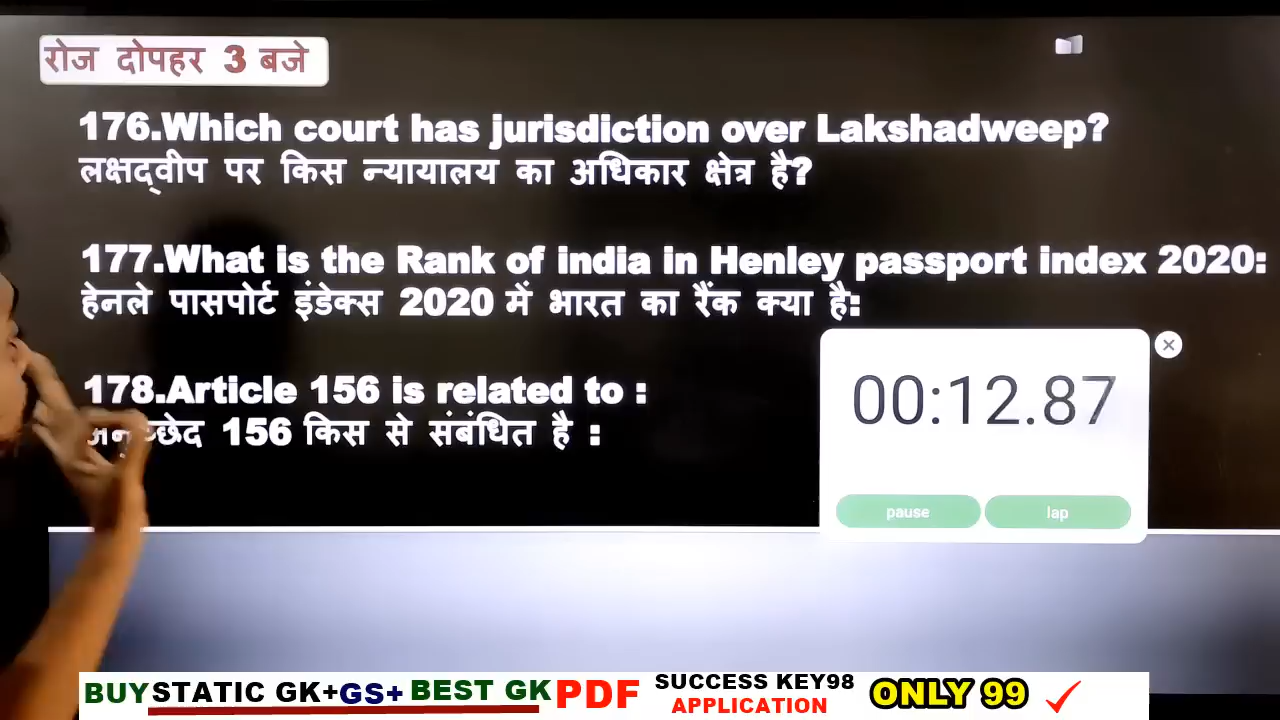 रोज दोपहर 3 बजे
176.Which court has jurisdiction over Lakshadweep?
लक्षद्वीप पर किस न्यायालय का अधिकार क्षेत्र है?
177.What is the Rank of india in Henley passport index 2020:
हेनले पासपोर्ट इंडेक्स 2020 में भारत का रैंक क्या है:
178.Article 156 is related to :
156 किस से संबंधित है :
00:12.87
pause lap
BUY STATIC GK+GS+ BEST GK PDF SUCCESS KEY98 APPLICATION ONLY 99